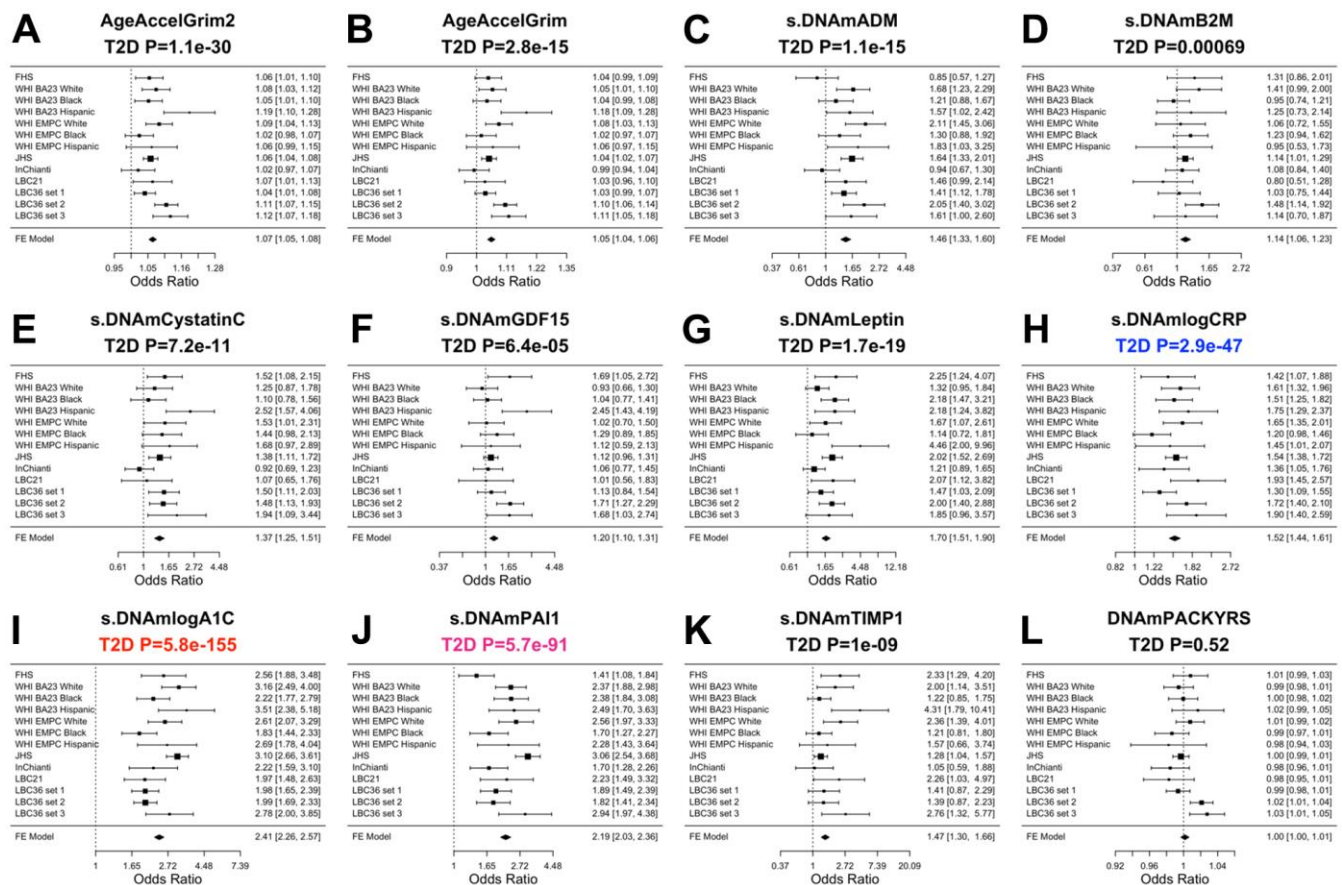 A
AgeAccelGrim2
T2D P=1.1e-30
FHS 1.06 [1.01, 1.10]
WHI BA23 White 1.08 [1.03, 1.12]
WHI BA23 Black 1.05 [1.01, 1.10]
WHI BA23 Hispanic 1.19 [1.10, 1.28]
WHI EMPC White 1.09 [1.04, 1.13]
WHI EMPC Black 1.02 [0.98, 1.07]
WHI EMPC Hispanic 1.06 [0.99, 1.15]
JHS 1.06 [1.04, 1.08]
InChianti 1.02 [0.97, 1.07]
LBC21 1.07 [1.01, 1.13]
LBC36 set 1 1.04 [1.01, 1.08]
LBC36 set 2 1.11 [1.07, 1.15]
LBC36 set 3 1.12 [1.07, 1.18]
FE Model 1.07 [1.05, 1.08]
0.95 1.05 1.16 1.28
Odds Ratio
B
AgeAccelGrim
T2D P=2.8e-15
FHS 1.04 [0.99, 1.09]
WHI BA23 White 1.05 [1.01, 1.10]
WHI BA23 Black 1.04 [0.99, 1.08]
WHI BA23 Hispanic 1.18 [1.09, 1.28]
WHI EMPC White 1.08 [1.03, 1.13]
WHI EMPC Black 1.02 [0.97, 1.07]
WHI EMPC Hispanic 1.06 [0.97, 1.15]
JHS 1.04 [1.02, 1.07]
InChianti 0.99 [0.94, 1.04]
LBC21 1.03 [0.96, 1.10]
LBC36 set 1 1.03 [0.99, 1.07]
LBC36 set 2 1.10 [1.06, 1.14]
LBC36 set 3 1.11 [1.05, 1.18]
FE Model 1.05 [1.04, 1.06]
0.9 1 1.11 1.22 1.35
Odds Ratio
C
s.DNAmADM
T2D P=1.1e-15
FHS 0.85 [0.57, 1.27]
WHI BA23 White 1.68 [1.23, 2.29]
WHI BA23 Black 1.21 [0.88, 1.67]
WHI BA23 Hispanic 1.57 [1.02, 2.42]
WHI EMPC White 2.11 [1.45, 3.06]
WHI EMPC Black 1.30 [0.88, 1.92]
WHI EMPC Hispanic 1.83 [1.03, 3.25]
JHS 1.64 [1.33, 2.01]
InChianti 0.94 [0.67, 1.30]
LBC21 1.46 [0.99, 2.14]
LBC36 set 1 1.41 [1.12, 1.78]
LBC36 set 2 2.05 [1.40, 3.02]
LBC36 set 3 1.61 [1.00, 2.60]
FE Model 1.46 [1.33, 1.60]
0.37 0.61 1 1.65 2.72 4.48
Odds Ratio
D
s.DNAmB2M
T2D P=0.00069
FHS 1.31 [0.86, 2.01]
WHI BA23 White 1.41 [0.99, 2.00]
WHI BA23 Black 0.95 [0.74, 1.21]
WHI BA23 Hispanic 1.25 [0.73, 2.14]
WHI EMPC White 1.06 [0.72, 1.55]
WHI EMPC Black 1.23 [0.94, 1.62]
WHI EMPC Hispanic 0.95 [0.53, 1.73]
JHS 1.14 [1.01, 1.29]
InChianti 1.08 [0.84, 1.40]
LBC21 0.80 [0.51, 1.28]
LBC36 set 1 1.03 [0.75, 1.44]
LBC36 set 2 1.48 [1.14, 1.92]
LBC36 set 3 1.14 [0.70, 1.87]
FE Model 1.14 [1.06, 1.23]
0.37 0.61 1 1.65 2.72
Odds Ratio
E
s.DNAmCystatinC
T2D P=7.2e-11
FHS 1.52 [1.08, 2.15]
WHI BA23 White 1.25 [0.87, 1.78]
WHI BA23 Black 1.10 [0.78, 1.56]
WHI BA23 Hispanic 2.52 [1.57, 4.06]
WHI EMPC White 1.53 [1.01, 2.31]
WHI EMPC Black 1.44 [0.98, 2.13]
WHI EMPC Hispanic 1.68 [0.97, 2.89]
JHS 1.38 [1.11, 1.72]
InChianti 0.92 [0.69, 1.23]
LBC21 1.07 [0.65, 1.76]
LBC36 set 1 1.50 [1.11, 2.03]
LBC36 set 2 1.48 [1.13, 1.93]
LBC36 set 3 1.94 [1.09, 3.44]
FE Model 1.37 [1.25, 1.51]
0.61 1 1.65 2.72 4.48
Odds Ratio
F
s.DNAmGDF15
T2D P=6.4e-05
FHS 1.69 [1.05, 2.72]
WHI BA23 White 0.93 [0.66, 1.30]
WHI BA23 Black 1.04 [0.77, 1.41]
WHI BA23 Hispanic 2.45 [1.43, 4.19]
WHI EMPC White 1.02 [0.70, 1.50]
WHI EMPC Black 1.29 [0.89, 1.85]
WHI EMPC Hispanic 1.12 [0.59, 2.13]
JHS 1.12 [0.96, 1.31]
InChianti 1.06 [0.77, 1.45]
LBC21 1.01 [0.56, 1.83]
LBC36 set 1 1.13 [0.84, 1.54]
LBC36 set 2 1.71 [1.27, 2.29]
LBC36 set 3 1.68 [1.03, 2.74]
FE Model 1.20 [1.10, 1.31]
0.37 1 1.65 4.48
Odds Ratio
G
s.DNAmLeptin
T2D P=1.7e-19
FHS 2.25 [1.24, 4.07]
WHI BA23 White 1.32 [0.95, 1.84]
WHI BA23 Black 2.18 [1.47, 3.21]
WHI BA23 Hispanic 2.18 [1.24, 3.82]
WHI EMPC White 1.67 [1.07, 2.61]
WHI EMPC Black 1.14 [0.72, 1.81]
WHI EMPC Hispanic 4.46 [2.00, 9.96]
JHS 2.02 [1.52, 2.69]
InChianti 1.21 [0.89, 1.65]
LBC21 2.07 [1.12, 3.82]
LBC36 set 1 1.47 [1.03, 2.09]
LBC36 set 2 2.00 [1.40, 2.88]
LBC36 set 3 1.85 [0.96, 3.57]
FE Model 1.70 [1.51, 1.90]
0.61 1.65 4.48 12.18
Odds Ratio
H
s.DNAmlogCRP
T2D P=2.9e-47
FHS 1.42 [1.07, 1.88]
WHI BA23 White 1.61 [1.32, 1.96]
WHI BA23 Black 1.51 [1.25, 1.82]
WHI BA23 Hispanic 1.75 [1.29, 2.37]
WHI EMPC White 1.65 [1.35, 2.01]
WHI EMPC Black 1.20 [0.98, 1.46]
WHI EMPC Hispanic 1.45 [1.01, 2.07]
JHS 1.54 [1.38, 1.72]
InChianti 1.36 [1.05, 1.76]
LBC21 1.93 [1.45, 2.57]
LBC36 set 1 1.30 [1.09, 1.55]
LBC36 set 2 1.72 [1.40, 2.10]
LBC36 set 3 1.90 [1.40, 2.59]
FE Model 1.52 [1.44, 1.61]
0.82 1 1.22 1.82 2.72
Odds Ratio
I
s.DNAmlogA1C
T2D P=5.8e-155
FHS 2.56 [1.88, 3.48]
WHI BA23 White 3.16 [2.49, 4.00]
WHI BA23 Black 2.22 [1.77, 2.79]
WHI BA23 Hispanic 3.51 [2.38, 5.18]
WHI EMPC White 2.61 [2.07, 3.29]
WHI EMPC Black 1.83 [1.44, 2.33]
WHI EMPC Hispanic 2.69 [1.78, 4.04]
JHS 3.10 [2.66, 3.61]
InChianti 2.22 [1.59, 3.10]
LBC21 1.97 [1.48, 2.63]
LBC36 set 1 1.98 [1.65, 2.39]
LBC36 set 2 1.99 [1.69, 2.33]
LBC36 set 3 2.78 [2.00, 3.85]
FE Model 2.41 [2.26, 2.57]
1 1.65 2.72 4.48 7.39
Odds Ratio
J
s.DNAmPAI1
T2D P=5.7e-91
FHS 1.41 [1.08, 1.84]
WHI BA23 White 2.37 [1.88, 2.98]
WHI BA23 Black 2.38 [1.84, 3.08]
WHI BA23 Hispanic 2.49 [1.70, 3.63]
WHI EMPC White 2.56 [1.97, 3.33]
WHI EMPC Black 1.70 [1.27, 2.27]
WHI EMPC Hispanic 2.28 [1.43, 3.64]
JHS 3.06 [2.54, 3.68]
InChianti 1.70 [1.28, 2.26]
LBC21 2.23 [1.49, 3.32]
LBC36 set 1 1.89 [1.49, 2.39]
LBC36 set 2 1.82 [1.41, 2.34]
LBC36 set 3 2.94 [1.97, 4.38]
FE Model 2.19 [2.03, 2.36]
1 1.65 2.72 4.48
Odds Ratio
K
s.DNAmTIMP1
T2D P=1e-09
FHS 2.33 [1.29, 4.20]
WHI BA23 White 2.00 [1.14, 3.51]
WHI BA23 Black 1.22 [0.85, 1.75]
WHI BA23 Hispanic 4.31 [1.79, 10.41]
WHI EMPC White 2.36 [1.39, 4.01]
WHI EMPC Black 1.21 [0.81, 1.80]
WHI EMPC Hispanic 1.57 [0.66, 3.74]
JHS 1.28 [1.04, 1.57]
InChianti 1.05 [0.59, 1.88]
LBC21 2.26 [1.03, 4.97]
LBC36 set 1 1.41 [0.87, 2.29]
LBC36 set 2 1.39 [0.87, 2.23]
LBC36 set 3 2.76 [1.32, 5.77]
FE Model 1.47 [1.30, 1.66]
0.37 1 2.72 7.39 20.09
Odds Ratio
L
DNAmPACKYRS
T2D P=0.52
FHS 1.01 [0.99, 1.03]
WHI BA23 White 0.99 [0.98, 1.01]
WHI BA23 Black 1.00 [0.98, 1.02]
WHI BA23 Hispanic 1.02 [0.99, 1.05]
WHI EMPC White 1.01 [0.99, 1.02]
WHI EMPC Black 0.99 [0.97, 1.01]
WHI EMPC Hispanic 0.98 [0.94, 1.03]
JHS 1.00 [0.99, 1.01]
InChianti 0.98 [0.96, 1.01]
LBC21 0.98 [0.95, 1.01]
LBC36 set 1 0.99 [0.98, 1.01]
LBC36 set 2 1.02 [1.01, 1.04]
LBC36 set 3 1.03 [1.01, 1.05]
FE Model 1.00 [1.00, 1.01]
0.92 0.96 1 1.04
Odds Ratio